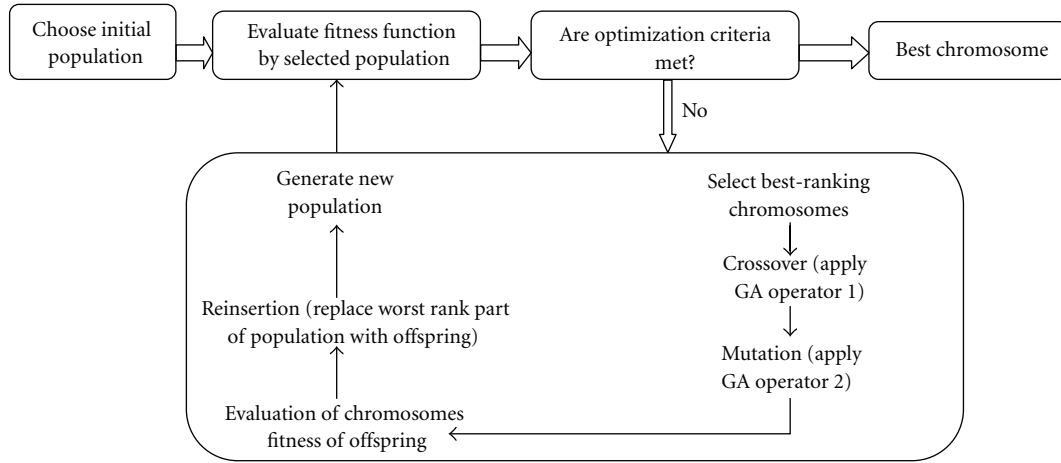 Choose initial
population
Evaluate fitness function
by selected population
Are optimization criteria
met?
Best chromosome
No
Select best-ranking
chromosomes
Crossover (apply
GA operator 1)
Mutation (apply
GA operator 2)
Evaluation of chromosomes
fitness of offspring
Reinsertion (replace worst rank part
of population with offspring)
Generate new
population